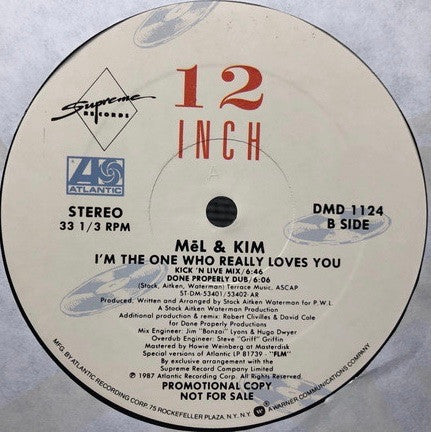 Supreme
RECORDS
12
INCH
A
ATLANTIC
STEREO
33 1/3 RPM
DMD 1124
B SIDE
MēL & KIM
I'M THE ONE WHO REALLY LOVES YOU
KICK 'N LIVE MIX/6:46
DONE PROPERLY DUB/6:06
(Stock, Aitken, Waterman) Terrace Music, ASCAP
ST-DM-53401/53402-AR
Produced, Written and Arranged by Stock Aitken Waterman for P.W.L.
A Stock Aitken Waterman Production
Additional production & remix: Robert Civilles & David Cole
for Dane Properly Productions
Mix Engineer: Jim "Bonzai" Lyons & Hugo Dwyer
Overdub Engineer: Steve "Griff" Griffin
Mastered by Howie Weinberg at Masterdisk
Special versions of Atlantic LP 81739 - "FLM"
By exclusive arrangement with the
Supreme Record Company Limited
℗ 1987 Atlantic Recording Corp.
PROMOTIONAL COPY
NOT FOR SALE
MFG. BY ATLANTIC RECORDING CORP. 75 ROCKEFELLER PLAZA, N.Y. N.Y. A WARNER COMMUNICATIONS COMPANY